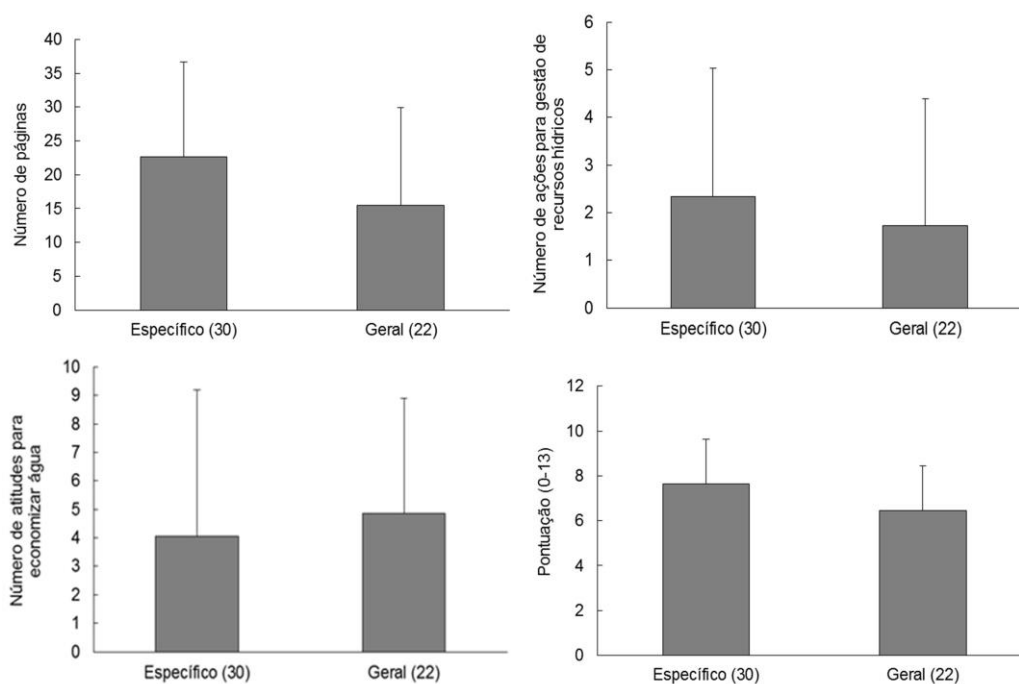 Número de páginas
40
35
30
25
20
15
10
5
0
Específico (30)
Geral (22)
Número de ações para gestão de
recursos hídricos
6
5
4
3
2
1
0
Específico (30)
Geral (22)
Número de atitudes para
economizar água
10
9
8
7
6
5
4
3
2
1
0
Específico (30)
Geral (22)
Pontuação (0-13)
12
10
8
6
4
2
0
Específico (30)
Geral (22)